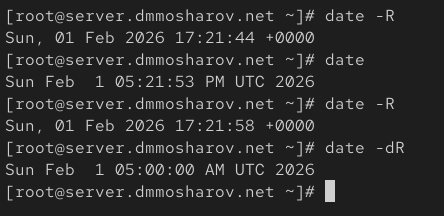 [root@server.dmmosharov.net ~]# date -R
Sun, 01 Feb 2026 17:21:44 +0000
[root@server.dmmosharov.net ~]# date
Sun Feb  1 05:21:53 PM UTC 2026
[root@server.dmmosharov.net ~]# date -R
Sun, 01 Feb 2026 17:21:58 +0000
[root@server.dmmosharov.net ~]# date -dR
Sun Feb  1 05:00:00 AM UTC 2026
[root@server.dmmosharov.net ~]#